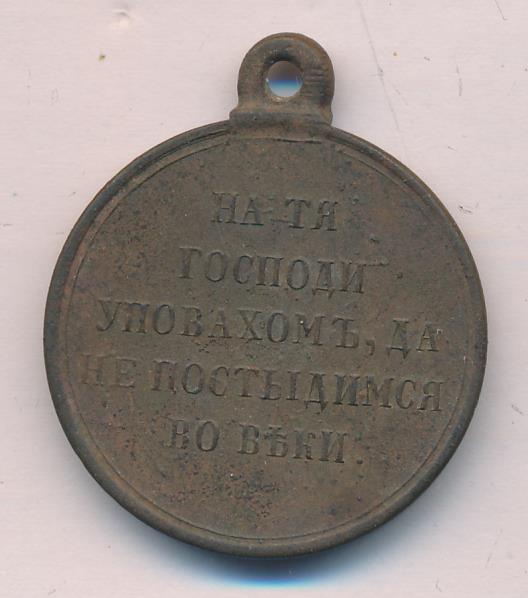 НА ТЯ
ГОСПОДИ
УПОВАХОМЪ, ДА
НЕ ПОСТЫДИМСЯ
ВО ВѢКИ.